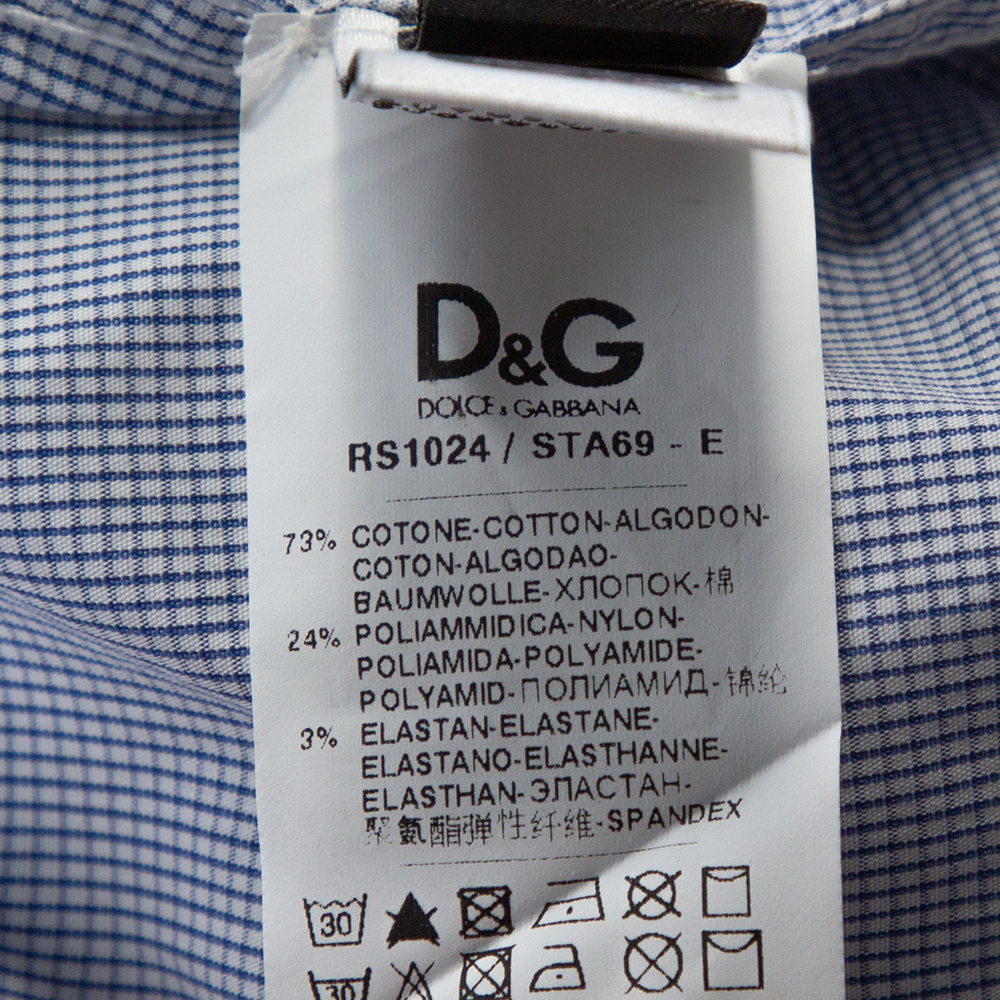 D&G
DOLCE & GABBANA
RS1024 / STA69 - E
73% COTONE-COTTON-ALGODON-
COTON-ALGODAO-
BAUMWOLLE-ХЛОПОК-棉
24% POLIAMMIDICA-NYLON-
POLIAMIDA-POLYAMIDE-
POLYAMID-ПОЛИАМИД-锦纶
3% ELASTAN-ELASTANE-
ELASTANO-ELASTHANNE-
ELASTHAN-ЭЛАСТАН-
聚氨酯弹性纤维-SPANDEX
30
30